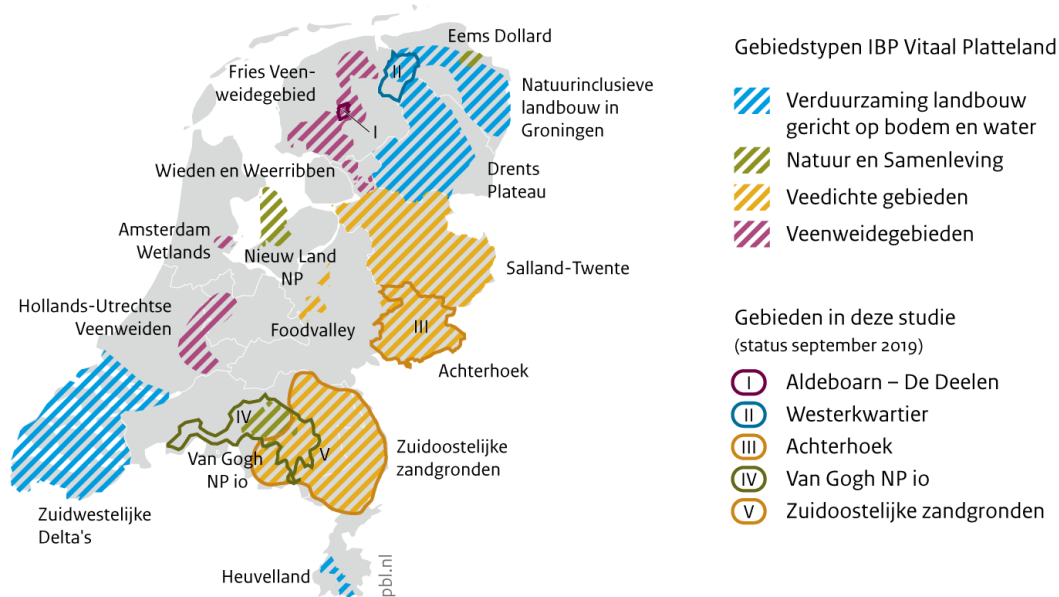 Eems Dollard
Fries Veen-
weidegebied
II
Natuurinclusieve
landbouw in
Groningen
I
Wieden en Weerribben
Drents
Plateau
Amsterdam
Wetlands
Nieuw Land
NP
Salland-Twente
Hollands-Utrechtse
Veenweiden
Foodvalley
III
Achterhoek
IV
Van Gogh
NP io
V
Zuidoostelijke
zandgronden
Zuidwestelijke
Delta's
Heuvelland
pbl.nl
Gebiedstypen IBP Vitaal Platteland
Verduurzaming landbouw
gericht op bodem en water
Natuur en Samenleving
Veedichte gebieden
Veenweidegebieden
Gebieden in deze studie
(status september 2019)
I Aldeboarn – De Deelen
II Westerkwartier
III Achterhoek
IV Van Gogh NP io
V Zuidoostelijke zandgronden